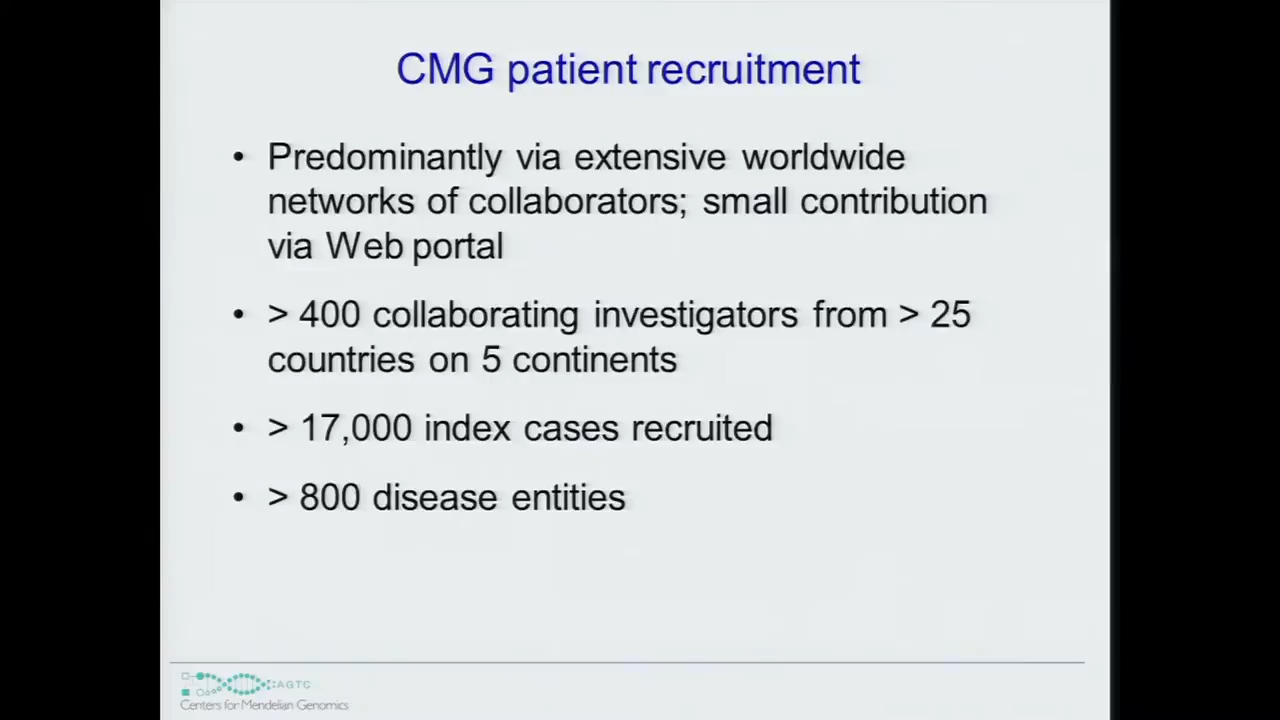 CMG patient recruitment
• Predominantly via extensive worldwide
networks of collaborators; small contribution
via Web portal
• > 400 collaborating investigators from > 25
countries on 5 continents
• > 17,000 index cases recruited
• > 800 disease entities
AGTC
Centers for Mendelian Genomics